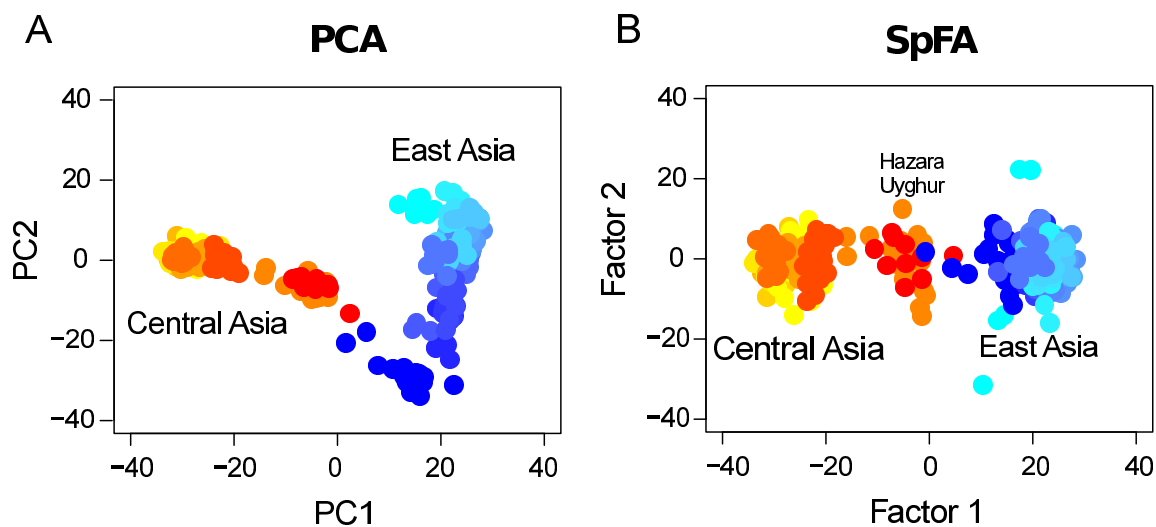 A
PCA
40
20
0
−20
−40
PC2
East Asia
Central Asia
−40
−20
0
20
40
PC1
B
SpFA
40
20
0
−20
−40
Factor 2
Hazara
Uyghur
Central Asia
East Asia
−40
−20
0
20
40
Factor 1